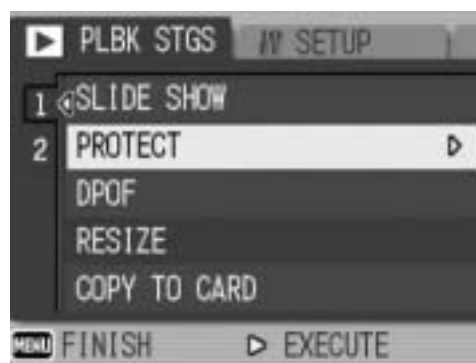 PLBK STGS SETUP
1 SLIDE SHOW
2 PROTECT
DPOF
RESIZE
COPY TO CARD
MENU FINISH EXECUTE